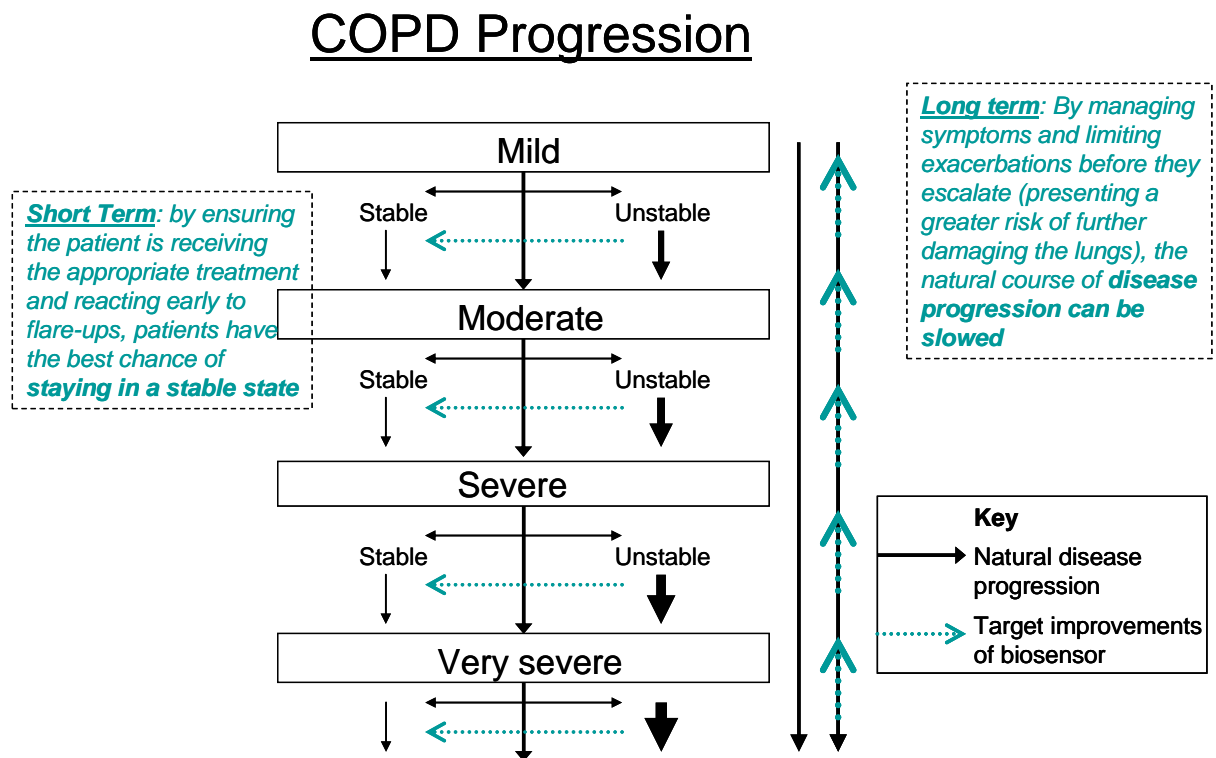 COPD Progression
Mild
Stable
Unstable
Short Term: by ensuring
the patient is receiving
the appropriate treatment
and reacting early to
flare-ups, patients have
the best chance of
staying in a stable state
Long term: By managing
symptoms and limiting
exacerbations before they
escalate (presenting a
greater risk of further
damaging the lungs), the
natural course of disease
progression can be
slowed
Moderate
Stable
Unstable
Severe
Stable
Unstable
Very severe
Key
Natural disease
progression
Target improvements
of biosensor